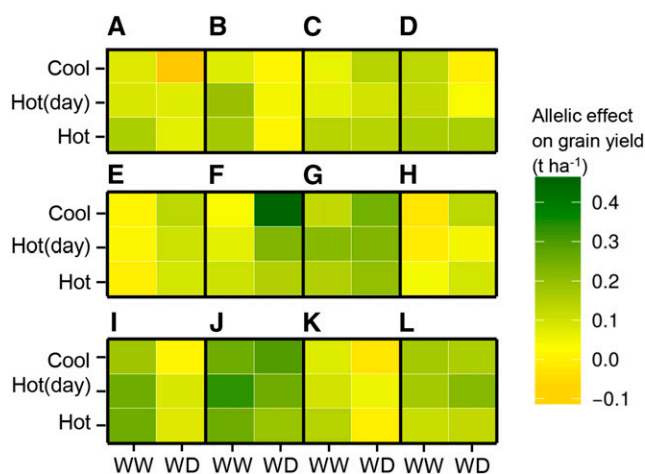 A B C D
Cool
Hot(day)
Hot
E F G H
Cool
Hot(day)
Hot
I J K L
Cool
Hot(day)
Hot
WW WD WW WD WW WD WW WD
Allelic effect
on grain yield
(t ha⁻¹)
0.4
0.3
0.2
0.1
0.0
−0.1